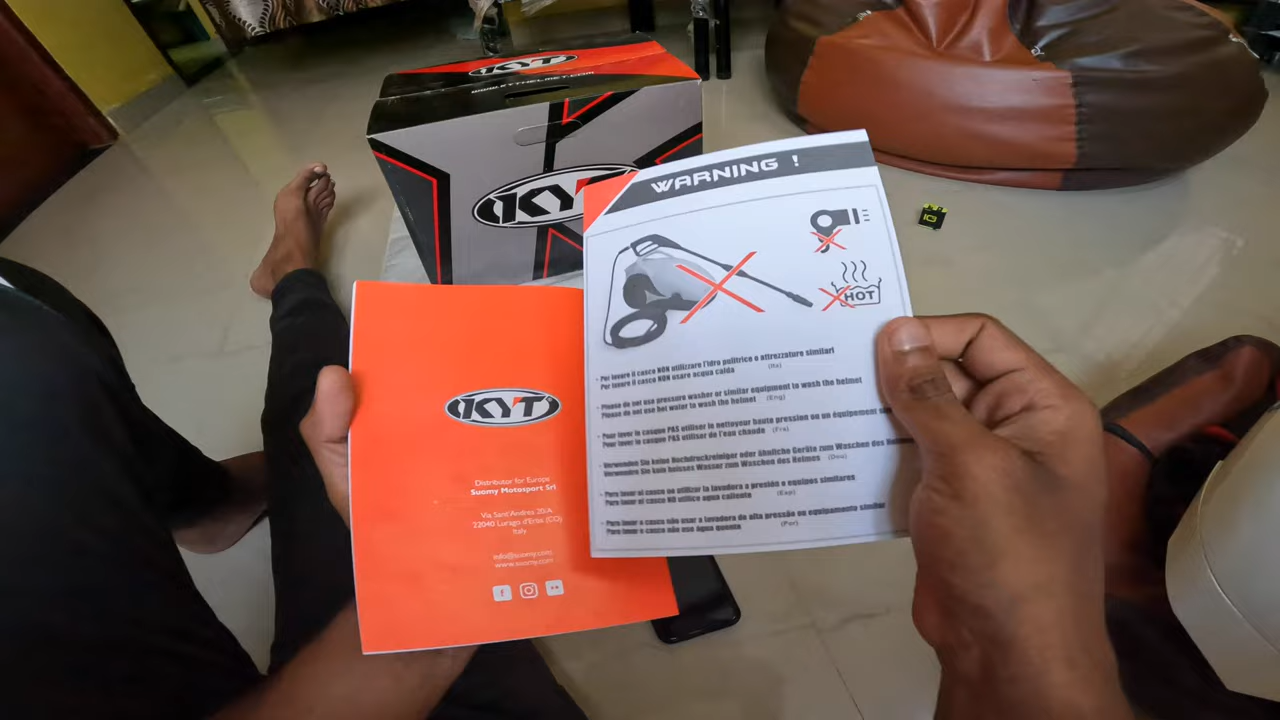 KYT
www.KYTHELMET.COM
KYT
WARNING !
HOT
- Per lavare il casco NON utilizzare l'idro pulitrice o attrezzature similari
Per lavare il casco NON usare acqua calda (Ita)
- Please do not use pressure washer or similar equipment to wash the helmet
Please do not use hot water to wash the helmet (Eng)
- Pour laver le casque PAS utiliser le nettoyeur haute pression ou un équipement
Pour laver le casque PAS utiliser de l'eau chaude (Fra)
- Verwenden Sie keine Hochdruckreiniger oder ähnliche Geräte zum Waschen des
Verwenden Sie kein heisses Wasser zum Waschen des Helmes (Deu)
- Para lavar el casco no utilizar la lavadora a presión o equipos similares
Para lavar el casco NO utilice agua caliente (Esp)
- Para lavar o casco não usar a lavadora de alta pressão ou equipamento similar
Para lavar o casco não use água quente (Por)
KYT
Distributor for Europe
Suomy Motosport Srl
Via Sant'Andrea 20/A
22040 Lurago d'Erba (CO)
Italy
info@suomy.com
www.suomy.com